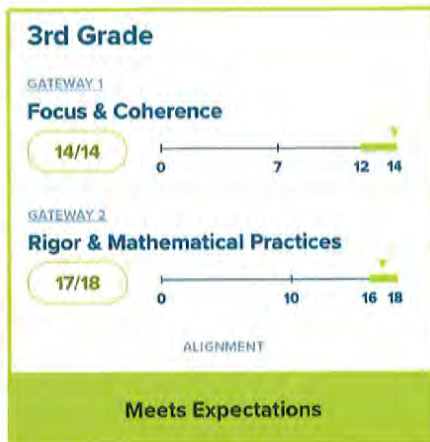 3rd Grade
GATEWAY 1
Focus & Coherence
14/14
0 7 12 14
GATEWAY 2
Rigor & Mathematical Practices
17/18
0 10 16 18
ALIGNMENT
Meets Expectations